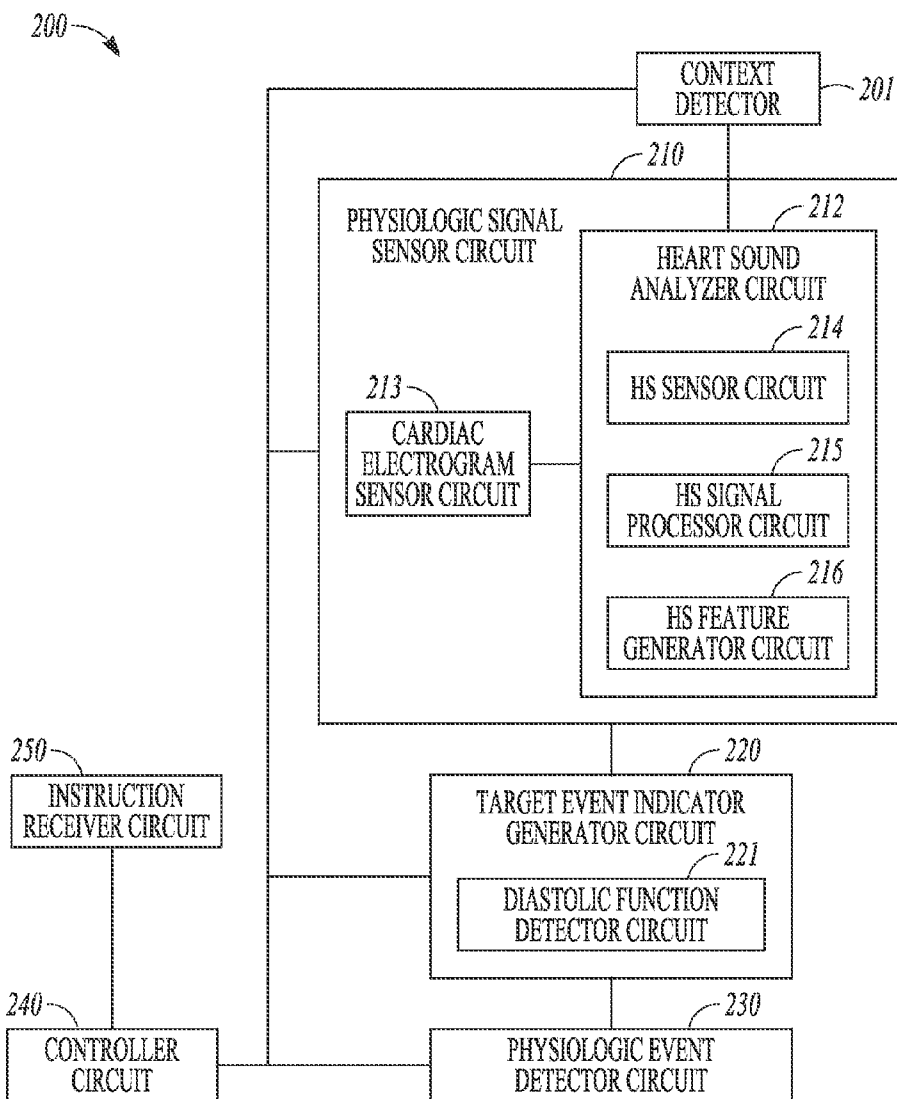 200
CONTEXT
DETECTOR
201
210
PHYSIOLOGIC SIGNAL
SENSOR CIRCUIT
212
HEART SOUND
ANALYZER CIRCUIT
214
HS SENSOR CIRCUIT
213
CARDIAC
ELECTROGRAM
SENSOR CIRCUIT
215
HS SIGNAL
PROCESSOR CIRCUIT
216
HS FEATURE
GENERATOR CIRCUIT
250
INSTRUCTION
RECEIVER CIRCUIT
220
TARGET EVENT INDICATOR
GENERATOR CIRCUIT
221
DIASTOLIC FUNCTION
DETECTOR CIRCUIT
240
CONTROLLER
CIRCUIT
230
PHYSIOLOGIC EVENT
DETECTOR CIRCUIT